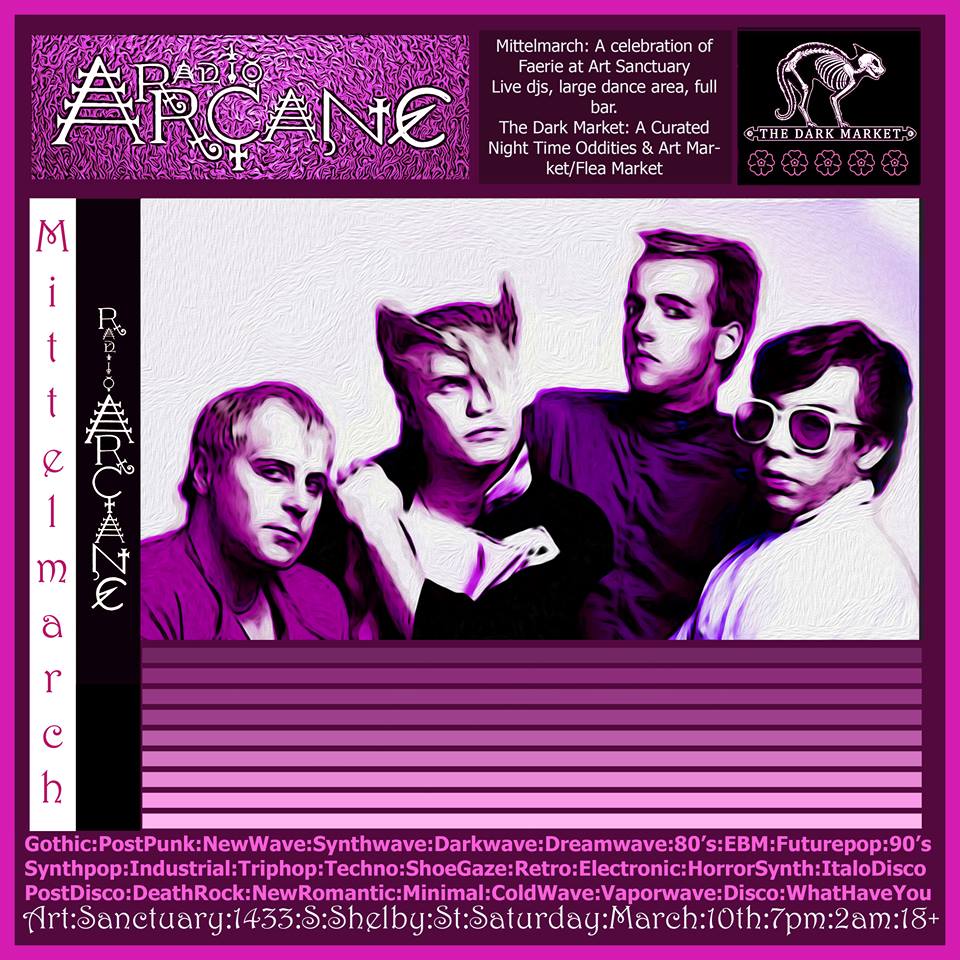 RADIO
ARCANE
Mittelmarch: A celebration of
Faerie at Art Sanctuary
Live djs, large dance area, full
bar.
The Dark Market: A Curated
Night Time Oddities & Art Mar-
ket/Flea Market
THE DARK MARKET
Mittelmarch
RADIO ARCANE
Gothic:PostPunk:NewWave:Synthwave:Darkwave:Dreamwave:80’s:EBM:Futurepop:90’s
Synthpop:Industrial:Triphop:Techno:ShoeGaze:Retro:Electronic:HorrorSynth:ItaloDisco
PostDisco:DeathRock:NewRomantic:Minimal:ColdWave:Vaporwave:Disco:WhatHaveYou
Art:Sanctuary:1433:S:Shelby:St:Saturday:March:10th:7pm:2am:18+